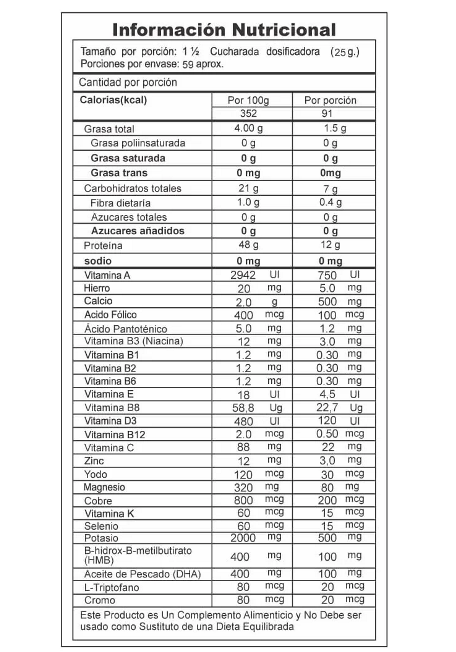 Información Nutricional
Tamaño por porción: 1 ½ Cucharada dosificadora (25g.)
Porciones por envase: 59 aprox.
Cantidad por porción
Calorías(kcal) Por 100g Por porción
352 91
Grasa total 4.00 g 1.5 g
Grasa poliinsaturada 0 g 0 g
Grasa saturada 0 g 0 g
Grasa trans 0 mg 0mg
Carbohidratos totales 21 g 7 g
Fibra dietaría 1.0 g 0.4 g
Azucares totales 0 g 0 g
Azucares añadidos 0 g 0 g
Proteína 48 g 12 g
sodio 0 mg 0 mg
Vitamina A 2942 UI 750 UI
Hierro 20 mg 5.0 mg
Calcio 2.0 g 500 mg
Acido Fólico 400 mcg 100 mcg
Ácido Pantoténico 5.0 mg 1.2 mg
Vitamina B3 (Niacina) 12 mg 3.0 mg
Vitamina B1 1.2 mg 0.30 mg
Vitamina B2 1.2 mg 0.30 mg
Vitamina B6 1.2 mg 0.30 mg
Vitamina E 18 UI 4,5 UI
Vitamina B8 58,8 Ug 22,7 Ug
Vitamina D3 480 UI 120 UI
Vitamina B12 2.0 mcg 0.50 mcg
Vitamina C 88 mg 22 mg
Zinc 12 mg 3,0 mg
Yodo 120 mcg 30 mcg
Magnesio 320 mg 80 mg
Cobre 800 mcg 200 mcg
Vitamina K 60 mcg 15 mcg
Selenio 60 mcg 15 mcg
Potasio 2000 mg 500 mg
B-hidrox-B-metilbutirato
(HMB) 400 mg 100 mg
Aceite de Pescado (DHA) 400 mg 100 mg
L-Triptofano 80 mcg 20 mcg
Cromo 80 mcg 20 mcg
Este Producto es Un Complemento Alimenticio y No Debe ser
usado como Sustituto de una Dieta Equilibrada